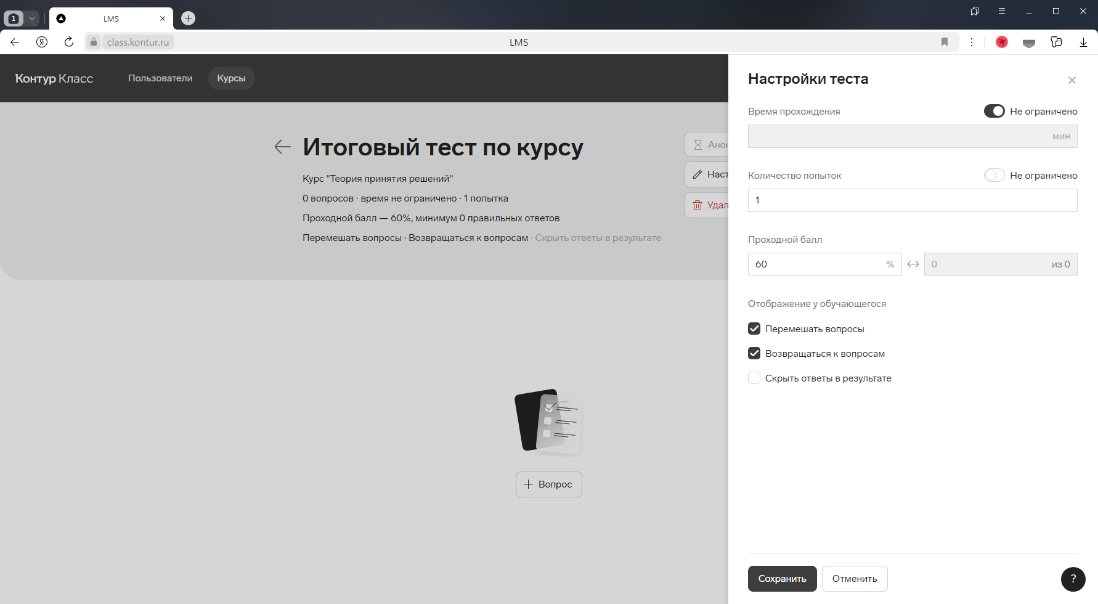 1
LMS
class.kontur.ru
LMS
Контур Класс
Пользователи
Курсы
Итоговый тест по курсу
Курс "Теория принятия решений"
0 вопросов · время не ограничено · 1 попытка
Проходной балл — 60%, минимум 0 правильных ответов
Перемешать вопросы · Возвращаться к вопросам · Скрыть ответы в результате
Анон
Наст
Удал
Вопрос
Настройки теста
Время прохождения
Не ограничено
мин
Количество попыток
Не ограничено
1
Проходной балл
60 %
0 из 0
Отображение у обучающегося
Перемешать вопросы
Возвращаться к вопросам
Скрыть ответы в результате
Сохранить
Отменить
?